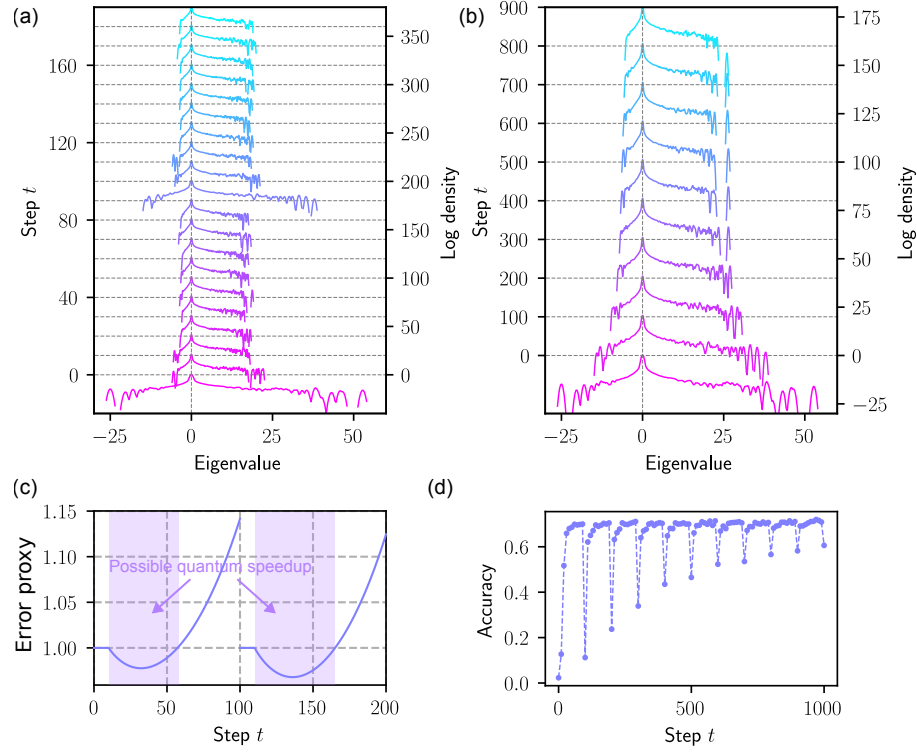 (a)
160
120
80
40
0
Step t
350
300
250
200
150
100
50
0
Log density
−25 0 25 50
Eigenvalue
(b)
900
800
700
600
500
400
300
200
100
0
Step t
175
150
125
100
75
50
25
0
−25
Log density
−25 0 25 50
Eigenvalue
(c)
1.15
1.10
1.05
1.00
Error proxy
Possible quantum speedup
0 50 100 150 200
Step t
(d)
0.6
0.4
0.2
0.0
Accuracy
0 500 1000
Step t